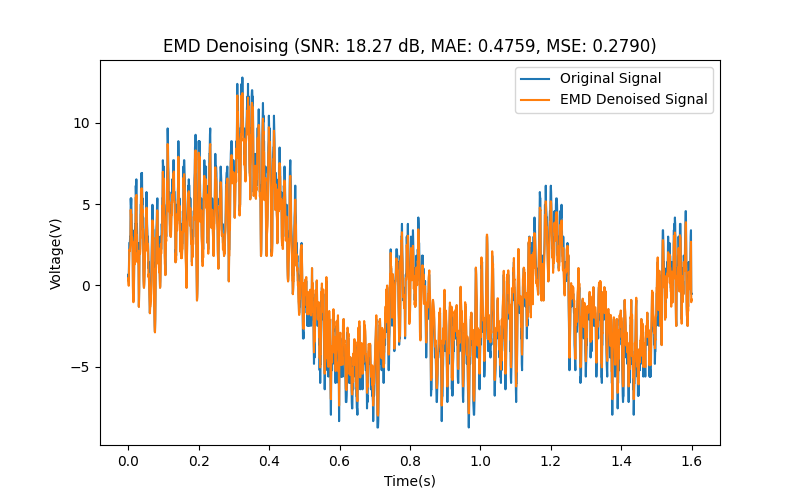 EMD Denoising (SNR: 18.27 dB, MAE: 0.4759, MSE: 0.2790)
Original Signal
EMD Denoised Signal
10
5
0
−5
Voltage(V)
0.0 0.2 0.4 0.6 0.8 1.0 1.2 1.4 1.6
Time(s)